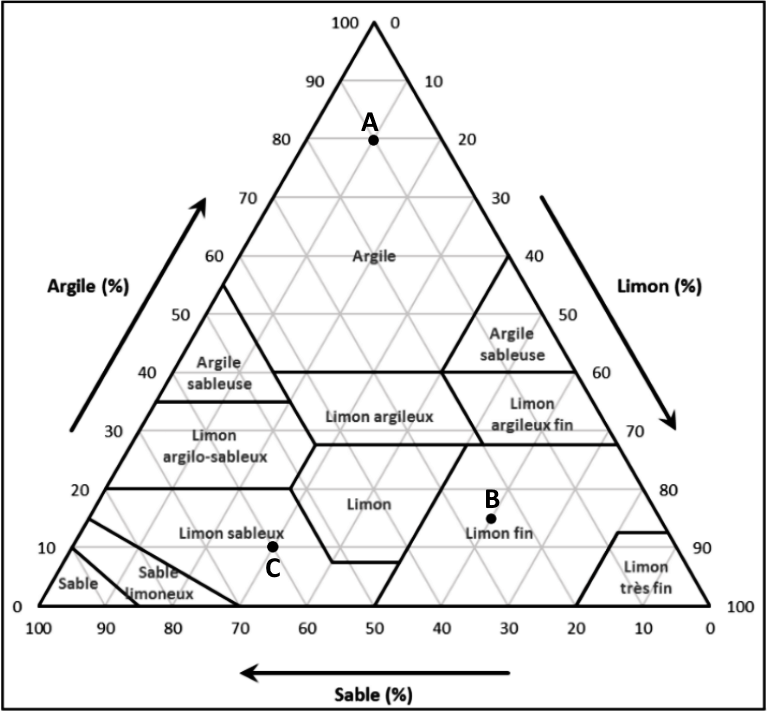 100 0
90 10
A
80 20
70 30
60 Argile 40
Argile (%) Limon (%)
50 50
Argile
sableuse
40 60
Argile
sableuse
Limon argileux
Limon
argileux fin
30 70
Limon
argilo-sableux
20 80
B
Limon
Limon sableux
Limon fin
10 90
C
Sable
Sable
limoneux
Limon
très fin
0 100
100 90 80 70 60 50 40 30 20 10 0
Sable (%)